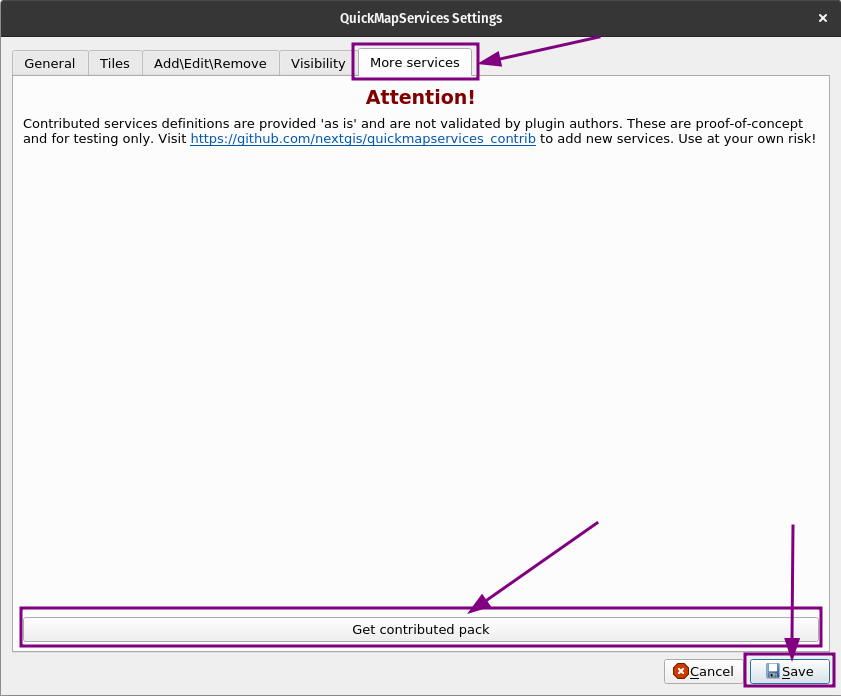 QuickMapServices Settings
General Tiles Add\Edit\Remove Visibility More services
Attention!
Contributed services definitions are provided 'as is' and are not validated by plugin authors. These are proof-of-concept
and for testing only. Visit https://github.com/nextgis/quickmapservices_contrib to add new services. Use at your own risk!
Get contributed pack
Cancel Save